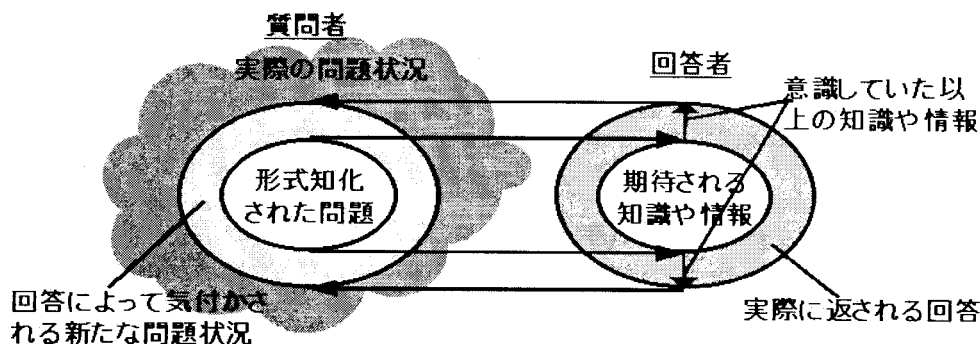 質問者
実際の問題状況
回答者
意識していた以
上の知識や情報
形式知化
された問題
期待される
知識や情報
回答によって気付かさ
れる新たな問題状況
実際に返される回答